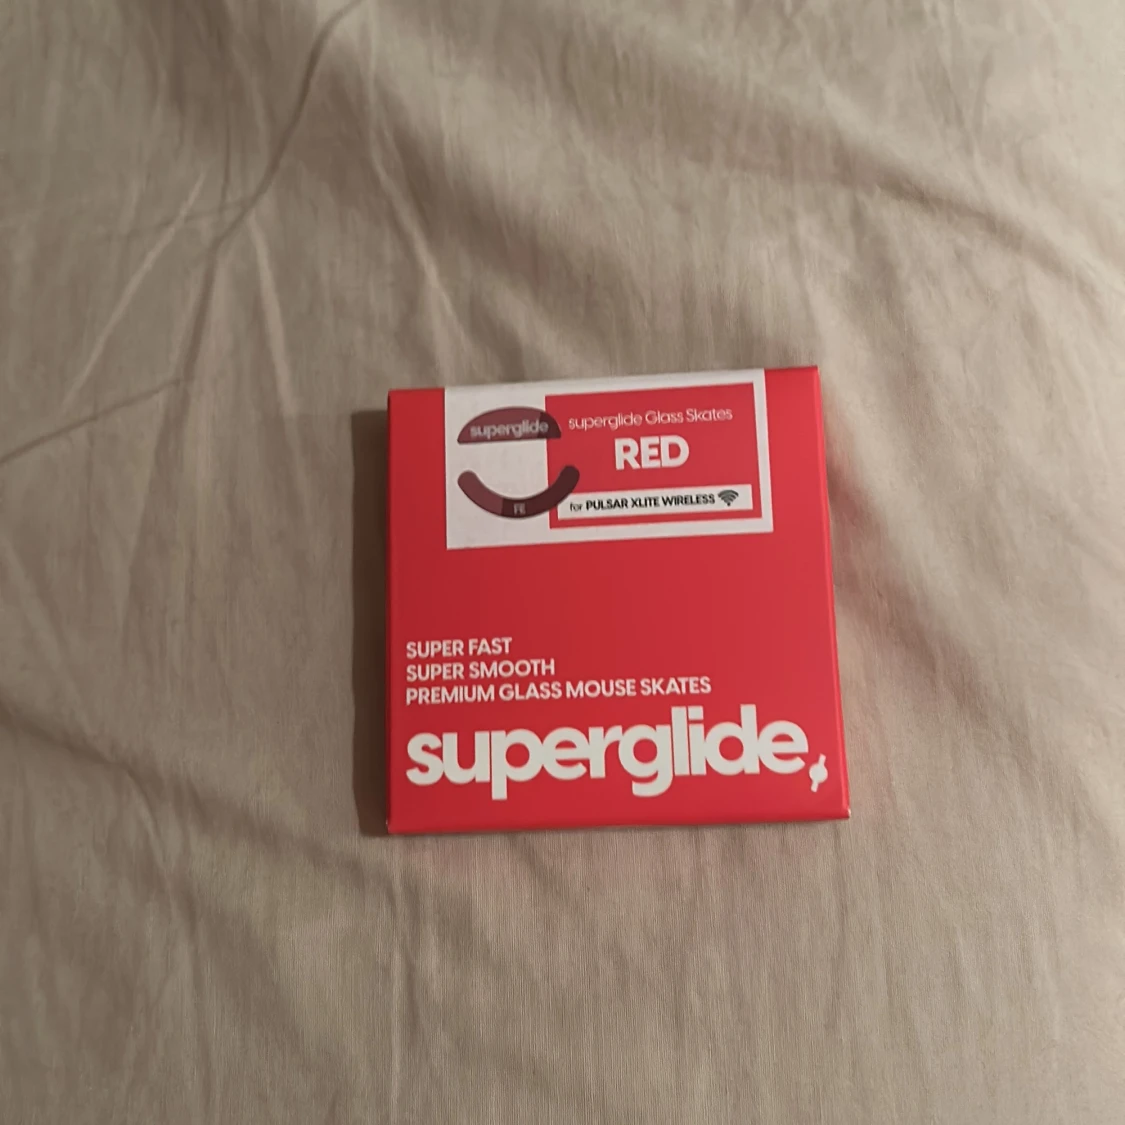 superglide
FE
superglide Glass Skates
RED
for PULSAR XLITE WIRELESS
SUPER FAST
SUPER SMOOTH
PREMIUM GLASS MOUSE SKATES
superglide